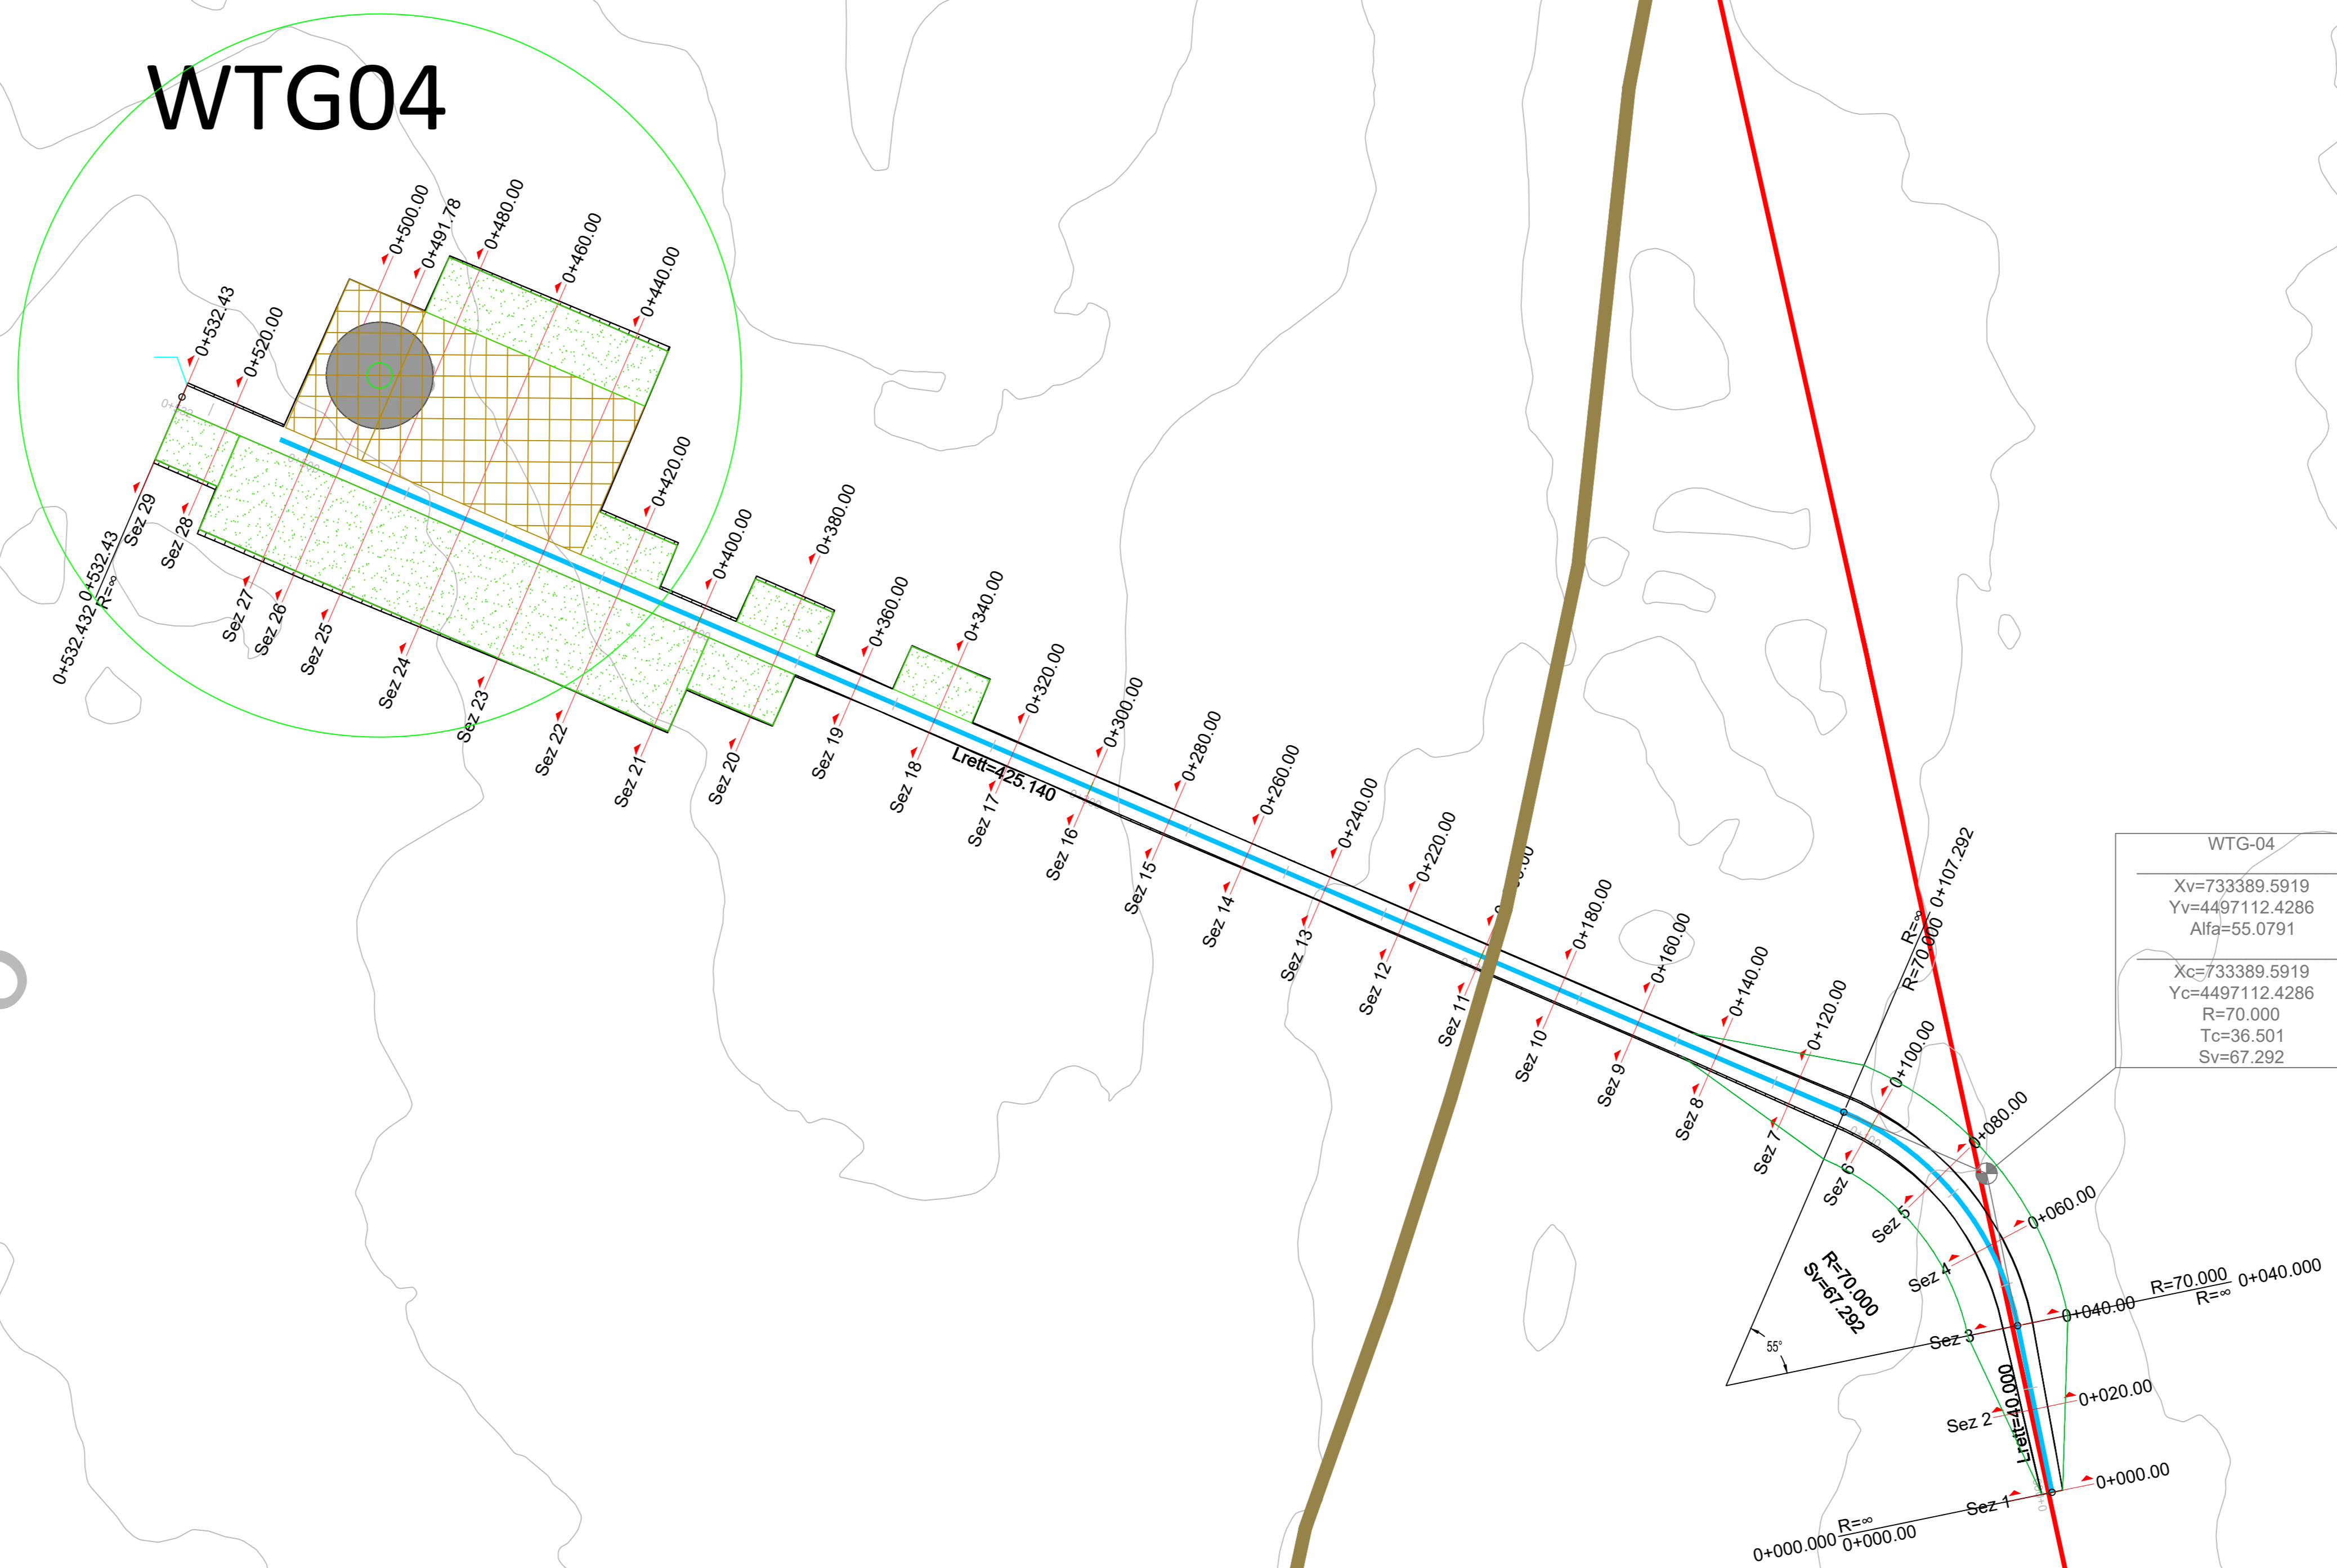 WTG04
0+500.00
0+491.78
0+480.00
0+460.00
0+440.00
0+532.43
0+520.00
0+420.00
0+400.00
0+380.00
0+360.00
0+340.00
0+320.00
0+300.00
0+280.00
0+260.00
0+240.00
0+220.00
0+180.00
0+160.00
0+140.00
0+120.00
0+100.00
0+080.00
0+060.00
0+040.00
0+020.00
0+000.00
Sez 29
Sez 28
0+532.432 0+532.43
R=∞
Sez 27
Sez 26
Sez 25
Sez 24
Sez 23
Sez 22
Sez 21
Sez 20
Sez 19
Sez 18
Sez 17
Sez 16
Sez 15
Sez 14
Sez 13
Sez 12
Sez 11
Sez 10
Sez 9
Sez 8
Sez 7
Sez 6
Sez 5
Sez 4
Sez 3
Sez 2
Sez 1
Lrett=425.140
R=∞
R=70.000 0+107.292
WTG-04
Xv=733389.5919
Yv=4497112.4286
Alfa=55.0791
Xc=733389.5919
Yc=4497112.4286
R=70.000
Tc=36.501
Sv=67.292
R=70.000
Sv=67.292
55°
R=70.000
R=∞ 0+040.000
Lrett=40.000
0+000.000 R=∞
0+000.00